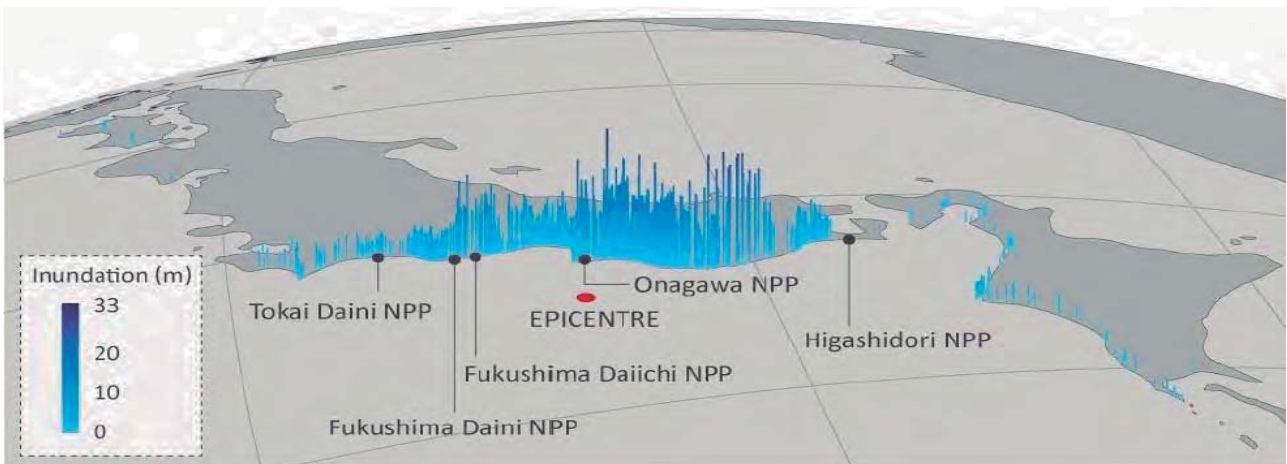 Inundation (m)
33
20
10
0
Tokai Daini NPP
Onagawa NPP
EPICENTRE
Higashidori NPP
Fukushima Daiichi NPP
Fukushima Daini NPP